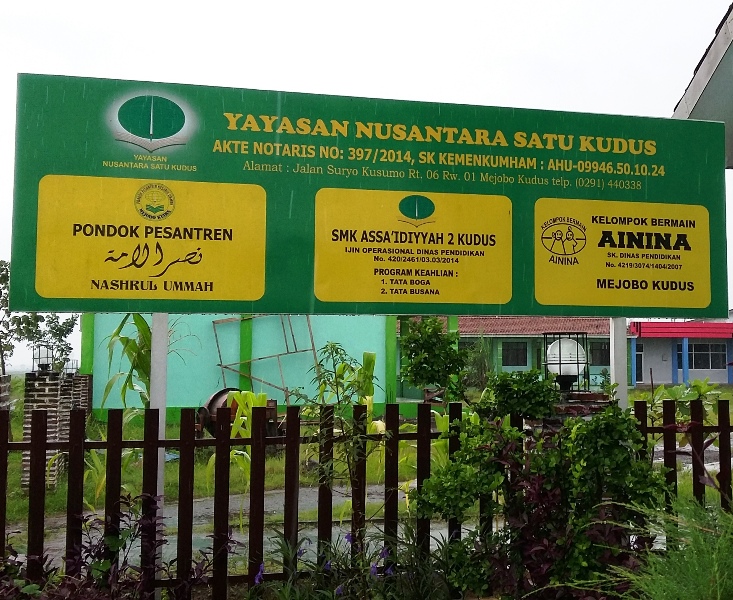 YAYASAN
NUSANTARA SATU KUDUS
YAYASAN NUSANTARA SATU KUDUS
AKTE NOTARIS NO: 397/2014, SK KEMENKUMHAM : AHU-09946.50.10.24
Alamat : Jalan Suryo Kusumo Rt. 06 Rw. 01 Mejobo Kudus telp. (0291) 440338
PONDOK PESANTREN
نصر الامة
NASHRUL UMMAH
SMK ASSA'IDIYYAH 2 KUDUS
IJIN OPERASIONAL DINAS PENDIDIKAN
No. 420/2461/03.03/2014
PROGRAM KEAHLIAN :
1. TATA BOGA
2. TATA BUSANA
KELOMPOK BERMAIN
AININA
KELOMPOK BERMAIN
AININA
SK. DINAS PENDIDIKAN
No. 4219/3074/1404/2007
MEJOBO KUDUS